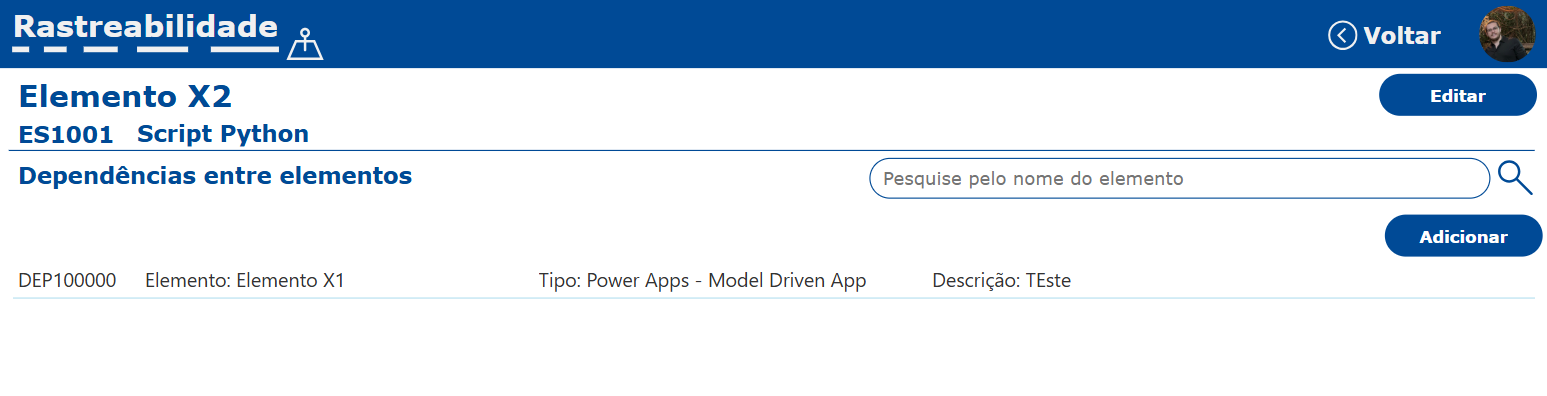 Rastreabilidade
Voltar
Elemento X2
Editar
ES1001 Script Python
Dependências entre elementos
Pesquise pelo nome do elemento
Adicionar
DEP100000 Elemento: Elemento X1 Tipo: Power Apps - Model Driven App Descrição: TEste